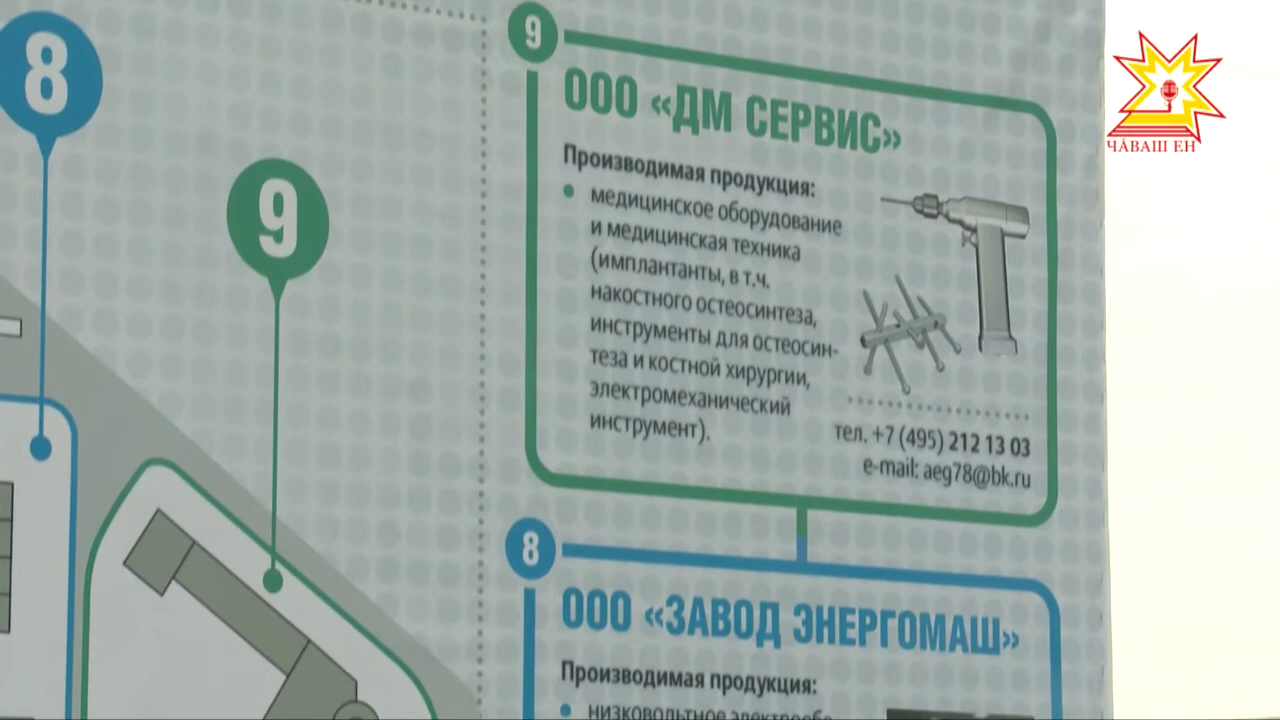 8
9
9
ООО «ДМ СЕРВИС»
Производимая продукция:
• медицинское оборудование
и медицинская техника
(имплантанты, в т.ч.
накостного остеосинтеза,
инструменты для остеосин-
теза и костной хирургии,
электромеханический
инструмент).
тел. +7 (495) 212 13 03
e-mail: aeg78@bk.ru
8
ООО «ЗАВОД ЭНЕРГОМАШ»
Производимая продукция:
• низковольтное
ЧӐВАШ ЕН